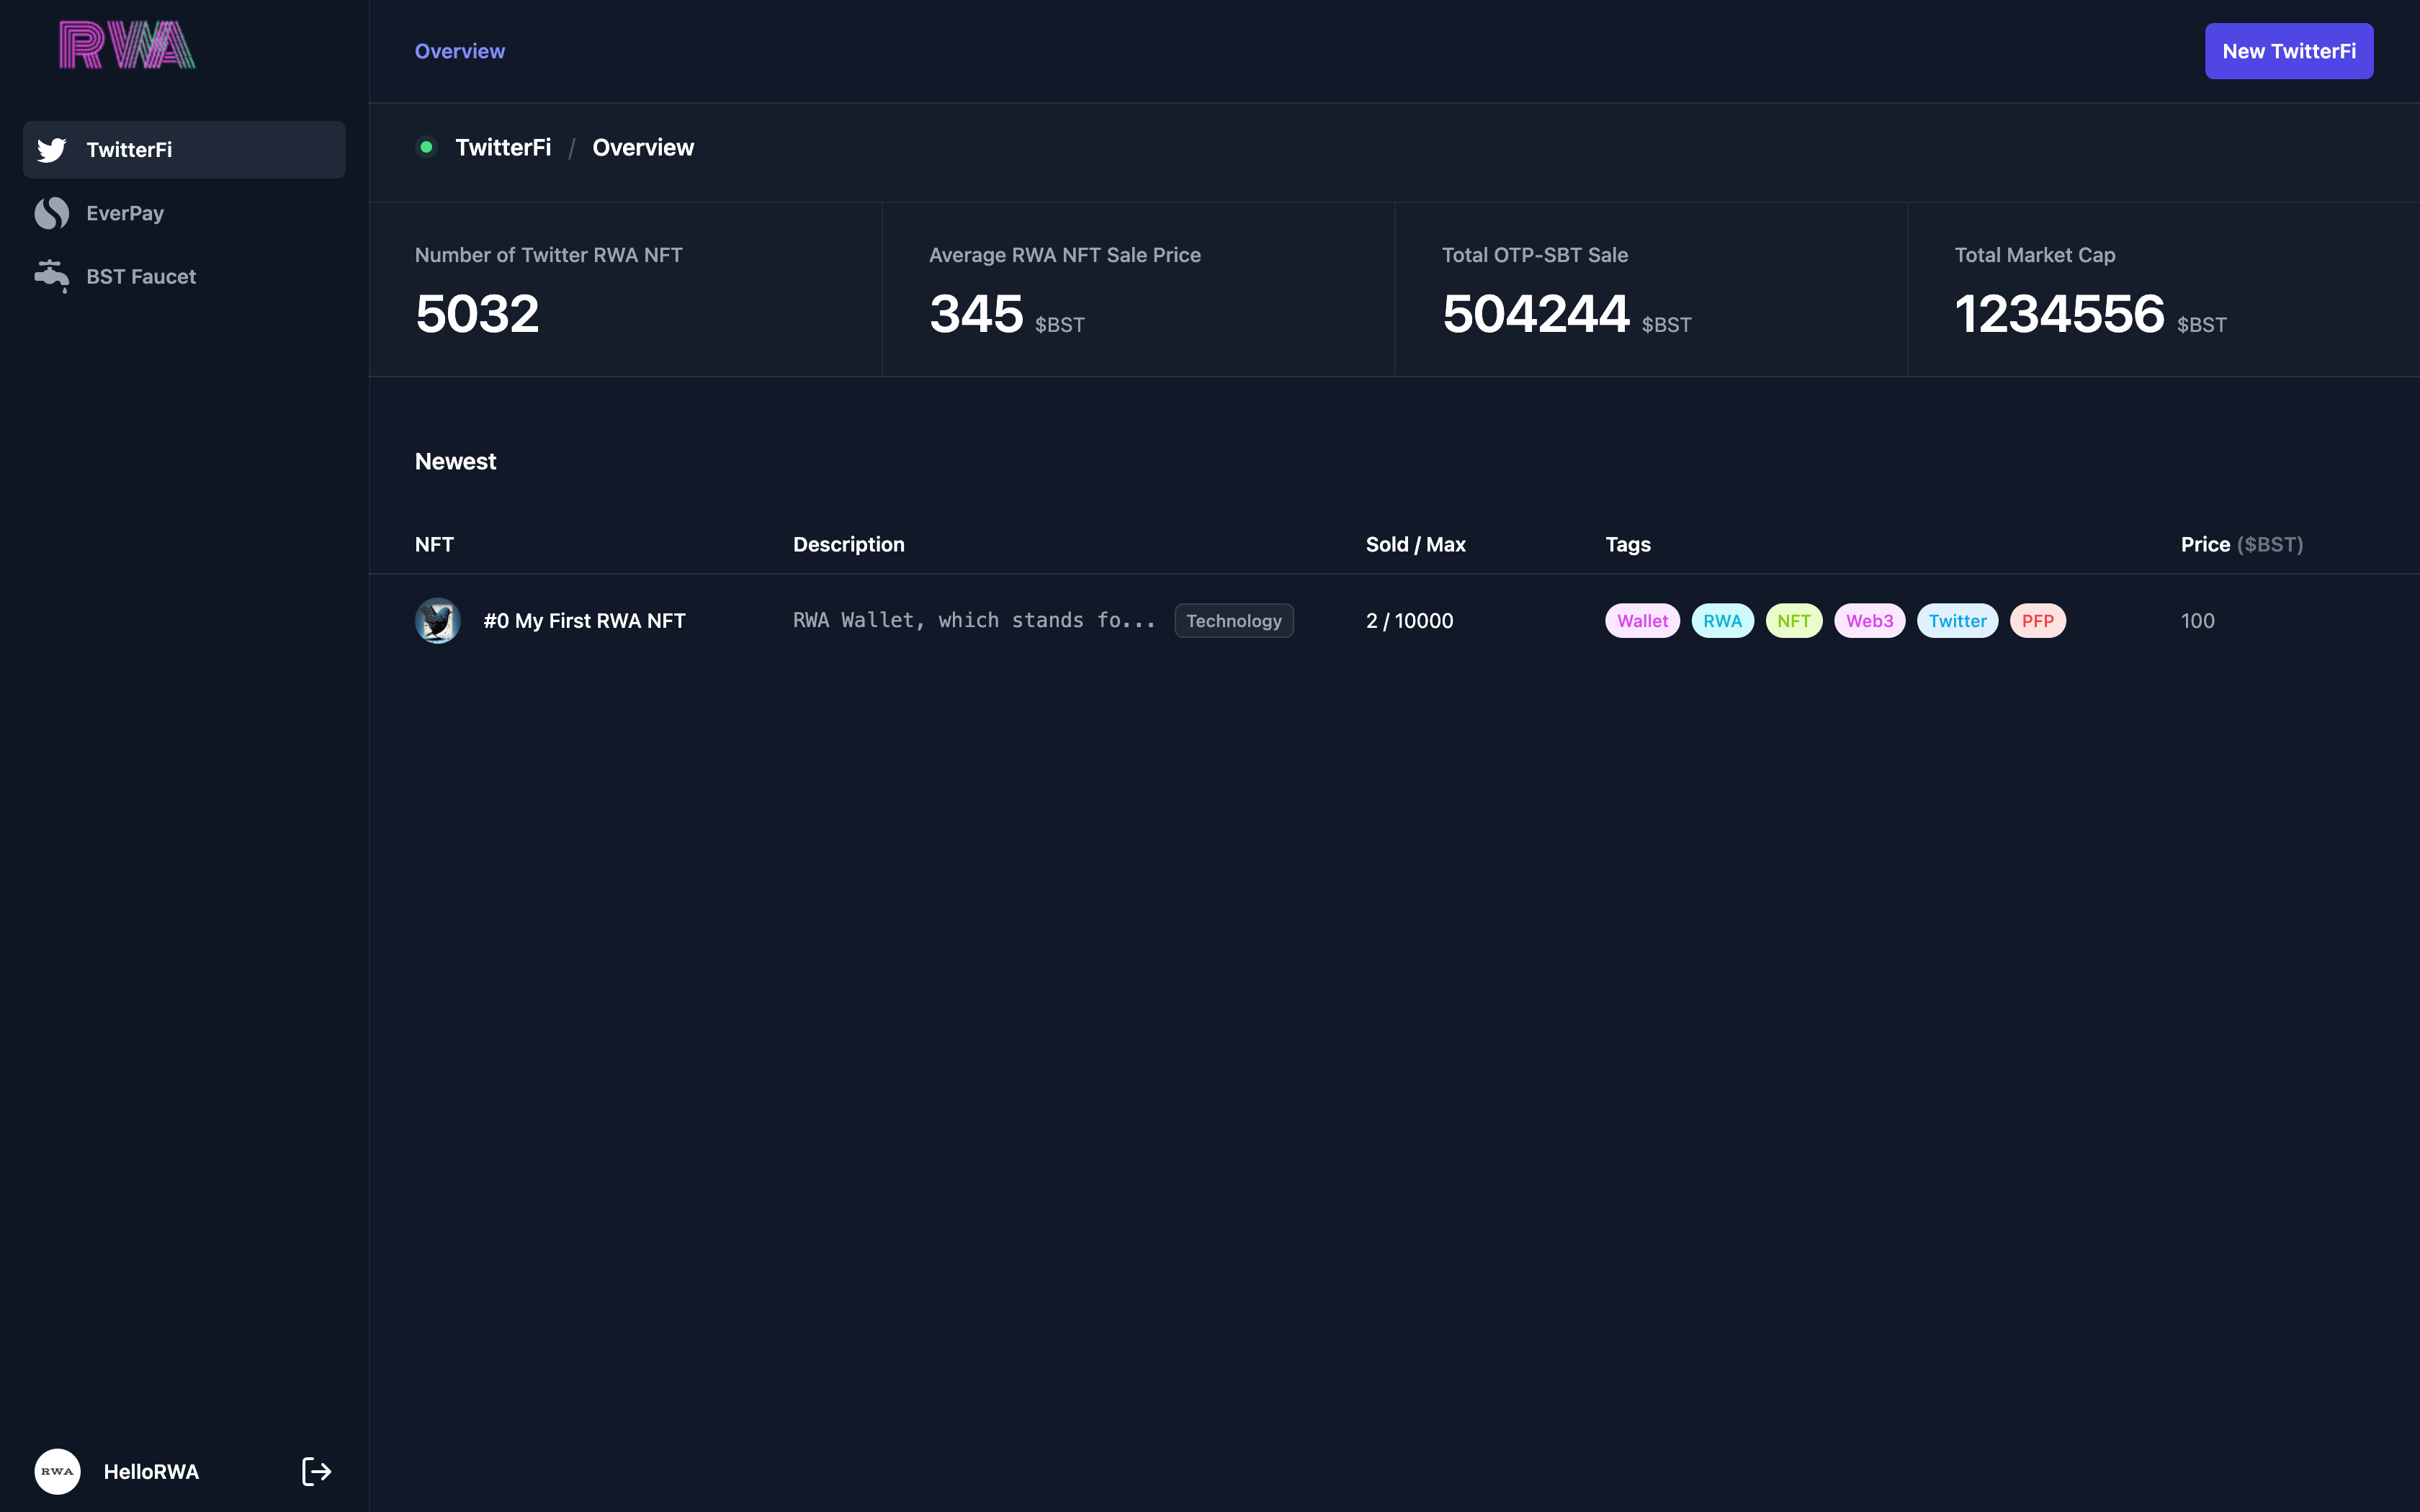 RWA
TwitterFi
EverPay
BST Faucet
RWA HelloRWA
Overview
New TwitterFi
TwitterFi / Overview
Number of Twitter RWA NFT
5032
Average RWA NFT Sale Price
345 $BST
Total OTP-SBT Sale
504244 $BST
Total Market Cap
1234556 $BST
Newest
NFT Description Sold / Max Tags Price ($BST)
#0 My First RWA NFT RWA Wallet, which stands fo... Technology 2 / 10000 Wallet RWA NFT Web3 Twitter PFP 100